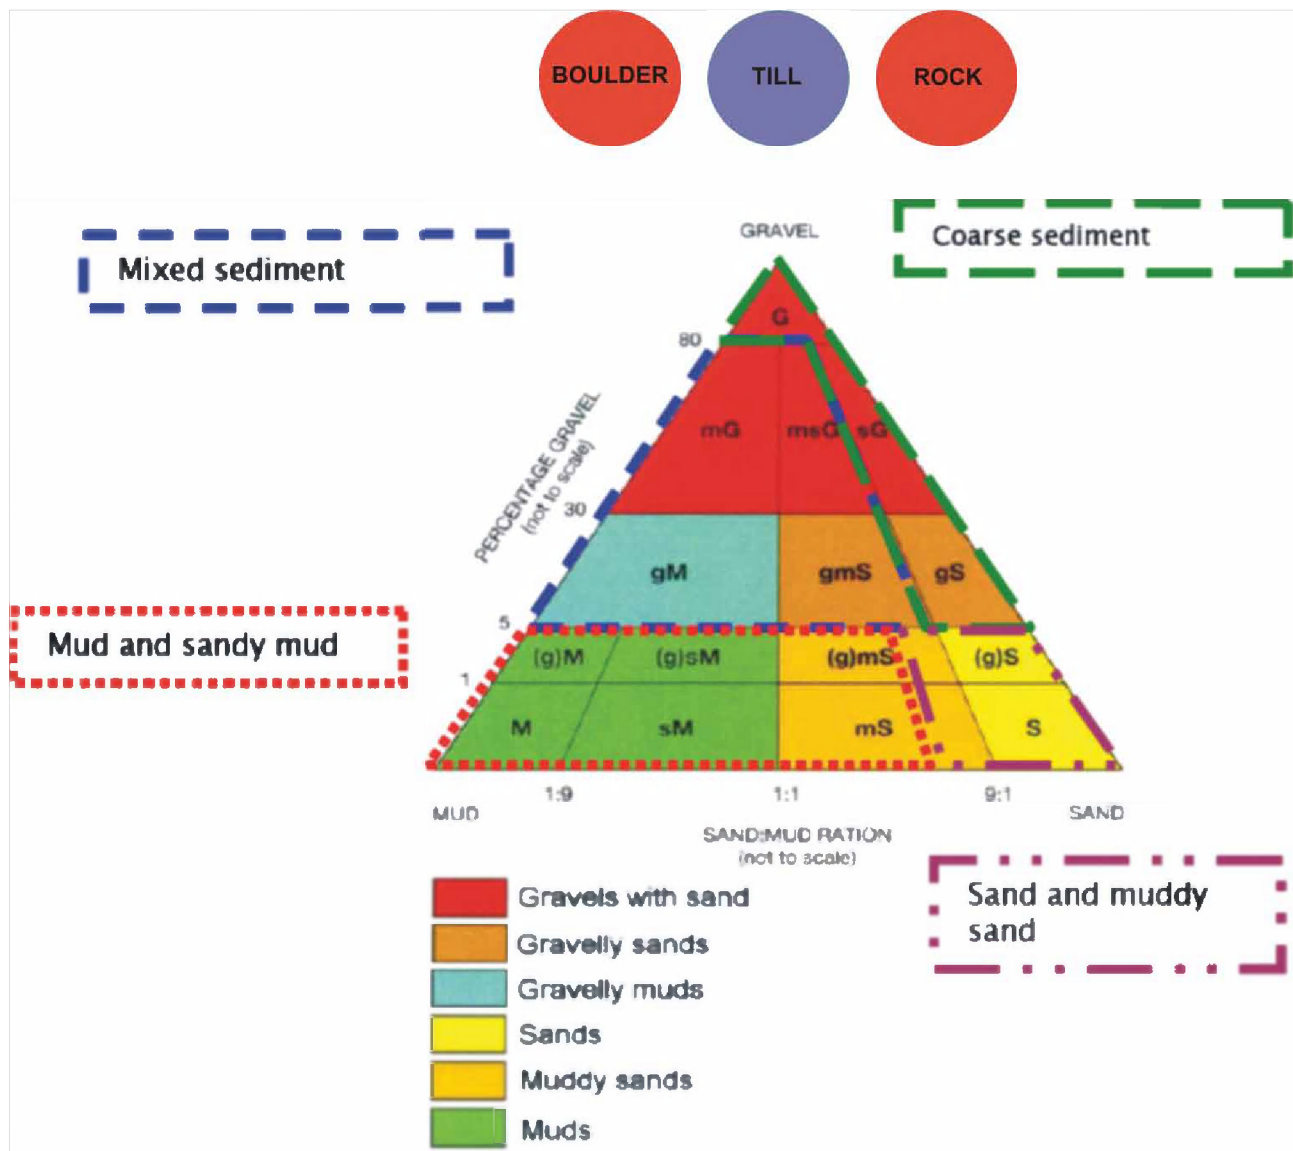 BOULDER TILL ROCK
Mixed sediment
Coarse sediment
GRAVEL
G
80
PERCENTAGE GRAVEL
(not to scale)
mG msG sG
30
gM gmS gS
5
Mud and sandy mud
(g)M (g)sM (g)mS (g)S
1
M sM mS S
1:9 1:1 9:1
MUD SAND
SAND:MUD RATION
(not to scale)
Sand and muddy
sand
Gravels with sand
Gravelly sands
Gravelly muds
Sands
Muddy sands
Muds